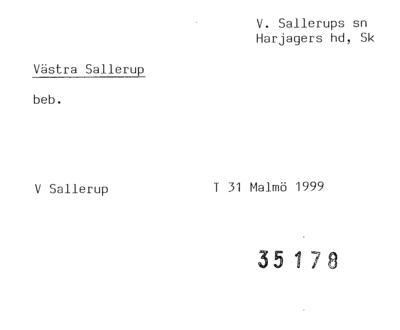 V. Sallerups sn
Harjagers hd, Sk
Västra Sallerup
beb.
V Sallerup
T 31 Malmö 1999
35178